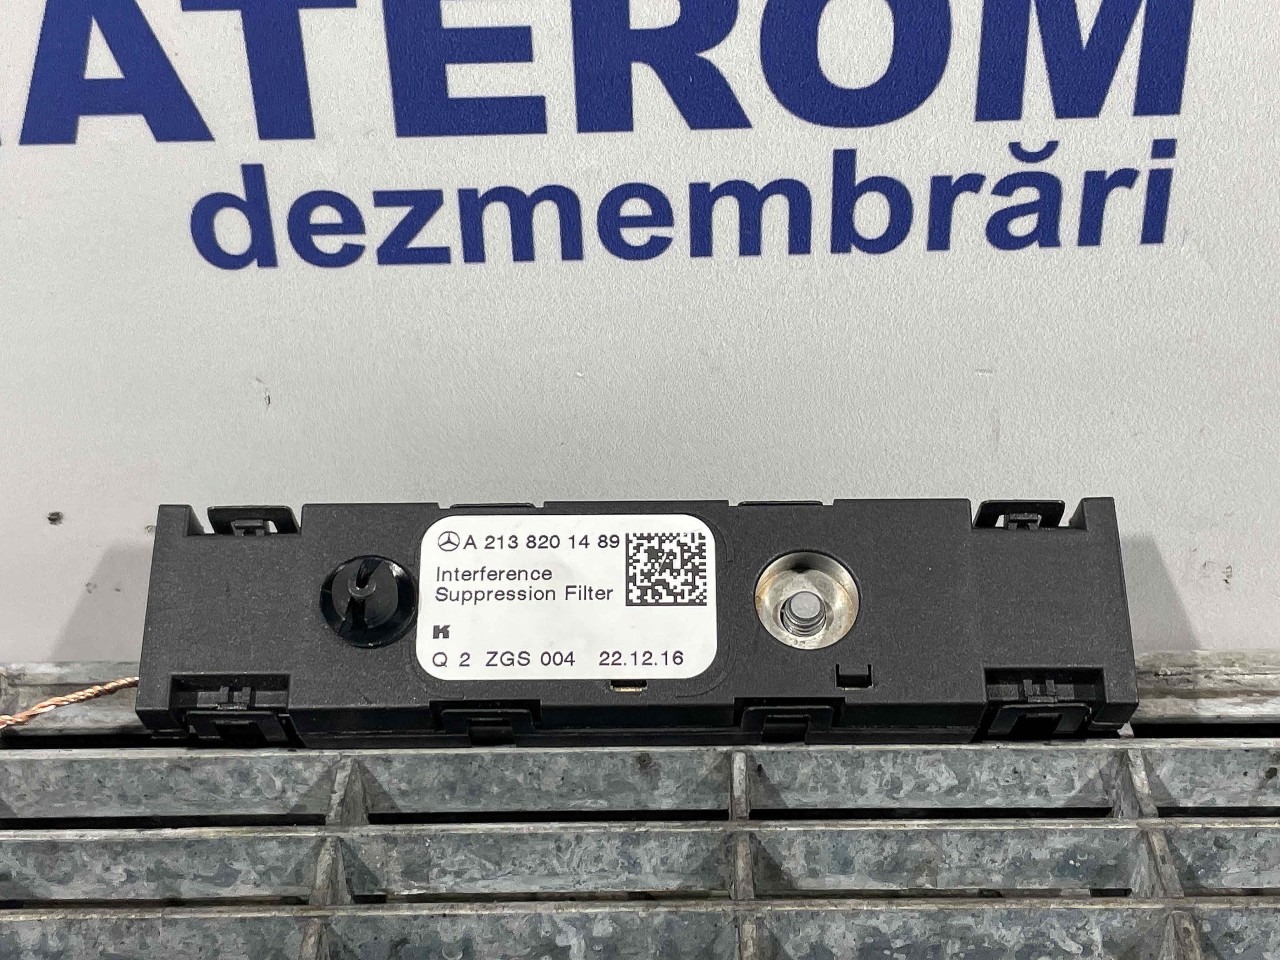 ATEROM
dezmembrări
A 213 820 14 89
Interference
Suppression Filter
K
Q 2 ZGS 004 22.12.16